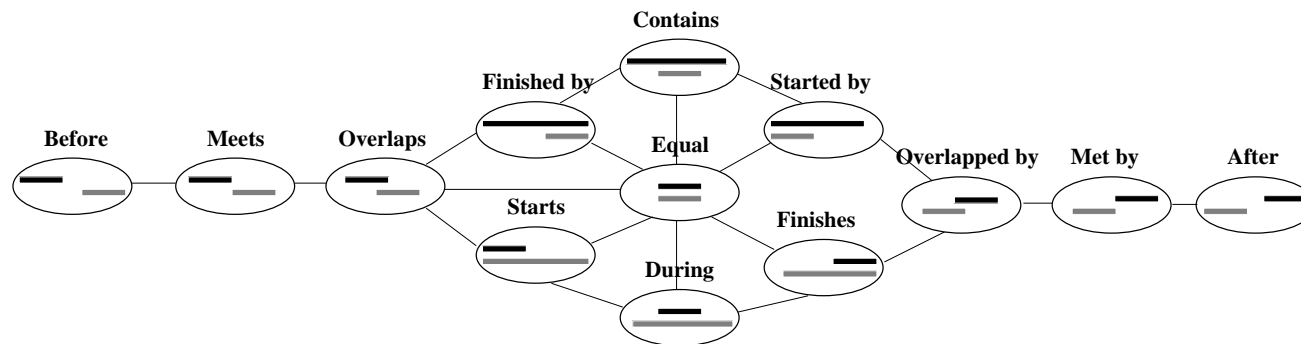 Contains
Finished by
Started by
Before
Meets
Overlaps
Equal
Overlapped by
Met by
After
Starts
Finishes
During